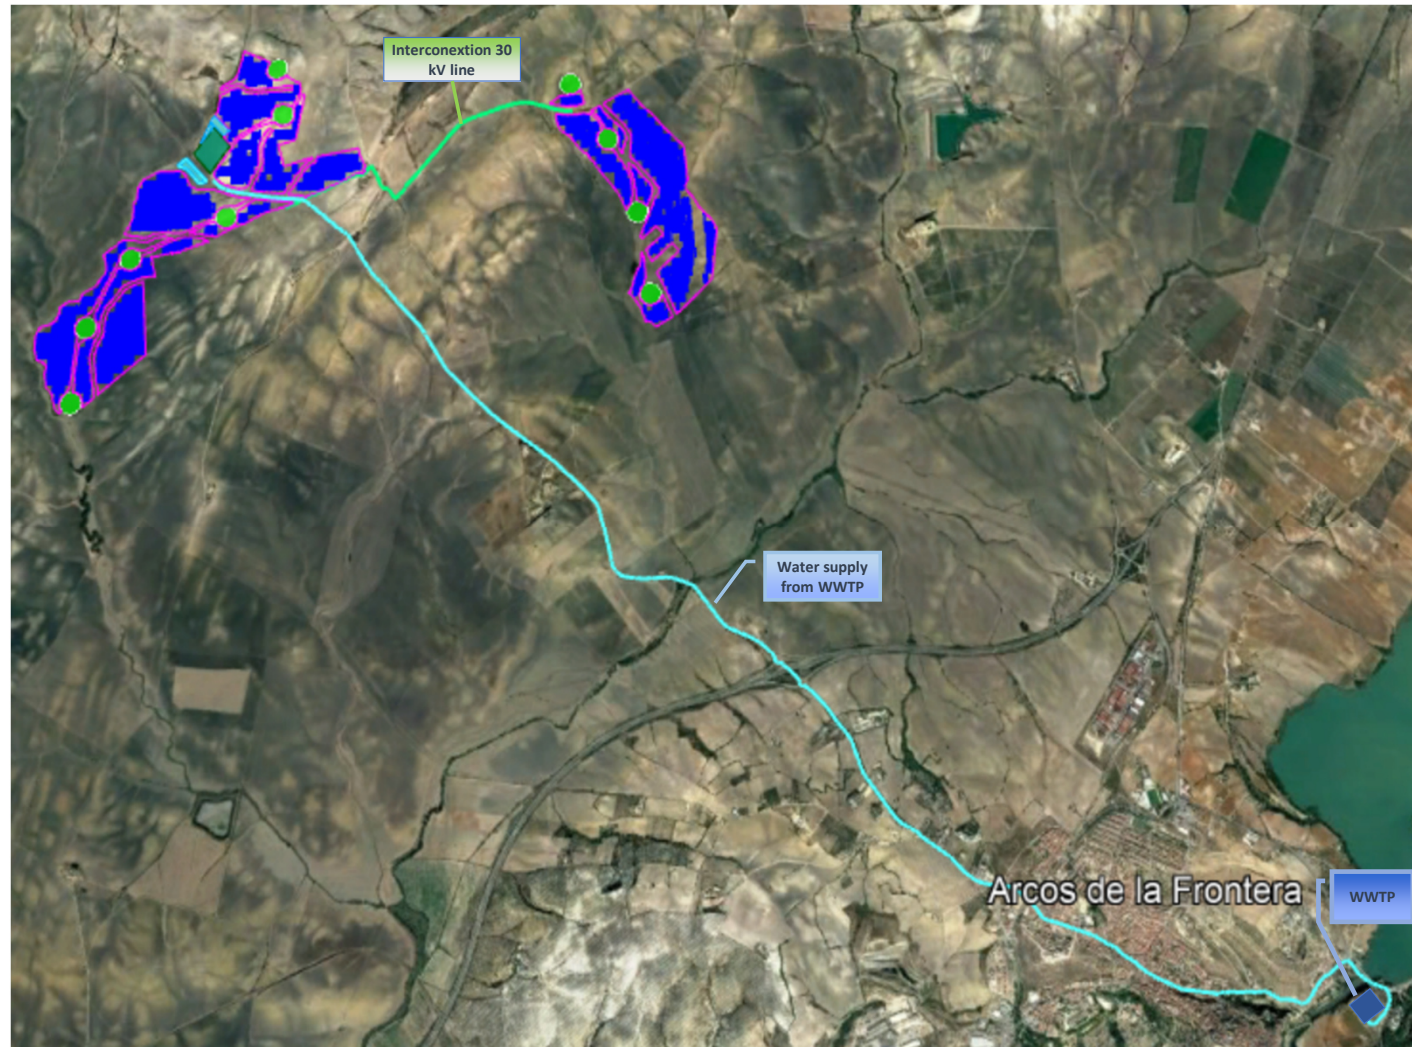 Interconextion 30
kV line
Water supply
from WWTP
Arcos de la Frontera
WWTP